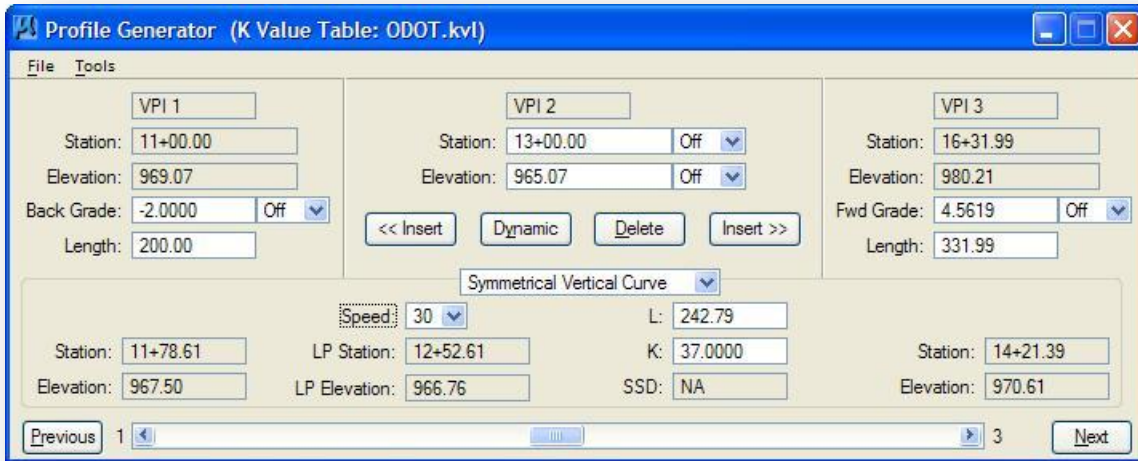 Profile Generator (K Value Table: ODOT.kvl)
File Tools
VPI 1
Station: 11+00.00
Elevation: 969.07
Back Grade: -2.0000 Off
Length: 200.00
VPI 2
Station: 13+00.00 Off
Elevation: 965.07 Off
<< Insert Dynamic Delete Insert >>
VPI 3
Station: 16+31.99
Elevation: 980.21
Fwd Grade: 4.5619 Off
Length: 331.99
Symmetrical Vertical Curve
Speed: 30 L: 242.79
Station: 11+78.61 LP Station: 12+52.61 K: 37.0000 Station: 14+21.39
Elevation: 967.50 LP Elevation: 966.76 SSD: NA Elevation: 970.61
Previous 1 3 Next